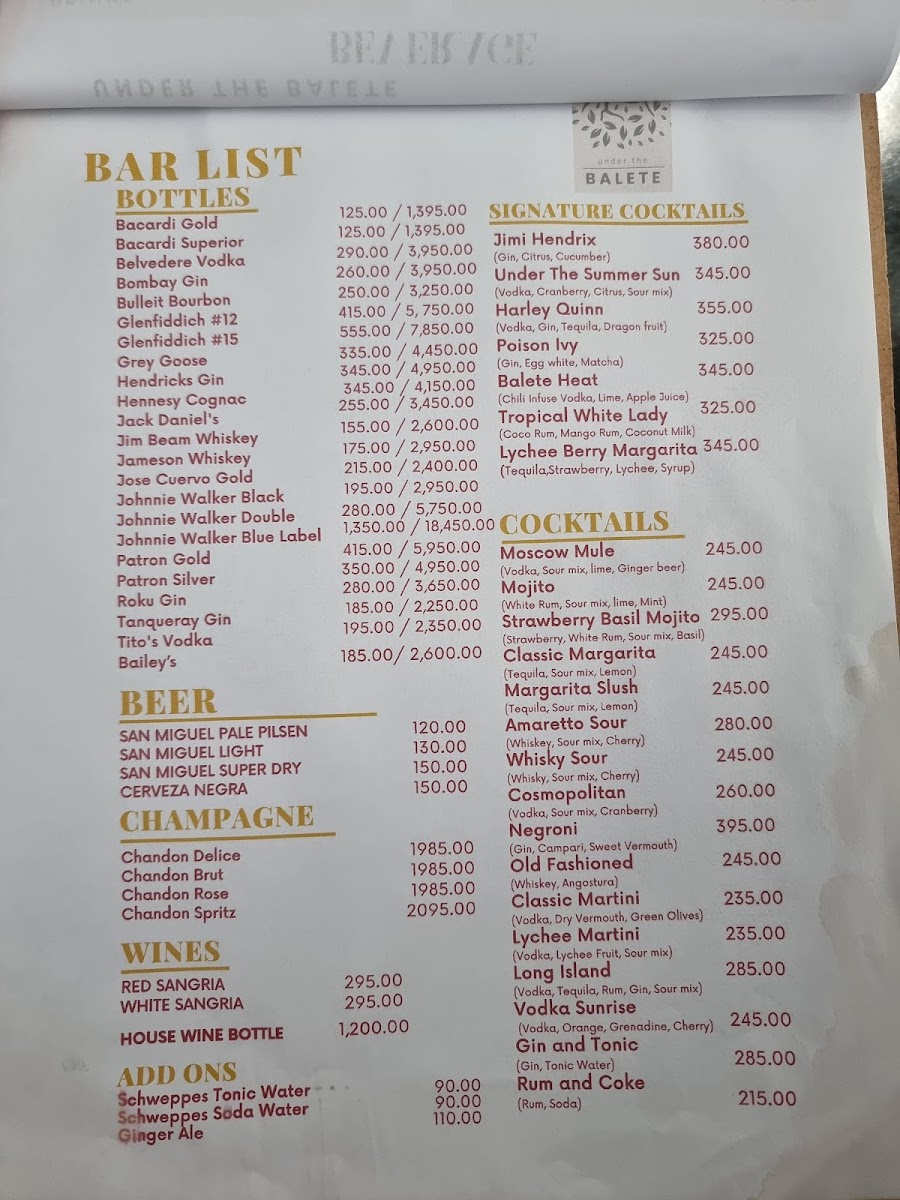 BEVERAGE
UNDER THE BALETE
under the
BALETE
BAR LIST
BOTTLES
Bacardi Gold 125.00 / 1,395.00
Bacardi Superior 125.00 / 1,395.00
Belvedere Vodka 290.00 / 3,950.00
Bombay Gin 260.00 / 3,950.00
Bulleit Bourbon 250.00 / 3,250.00
Glenfiddich #12 415.00 / 5,750.00
Glenfiddich #15 555.00 / 7,850.00
Grey Goose 335.00 / 4,450.00
Hendricks Gin 345.00 / 4,950.00
Hennesy Cognac 345.00 / 4,150.00
Jack Daniel's 255.00 / 3,450.00
Jim Beam Whiskey 155.00 / 2,600.00
Jameson Whiskey 175.00 / 2,950.00
Jose Cuervo Gold 215.00 / 2,400.00
Johnnie Walker Black 195.00 / 2,950.00
Johnnie Walker Double 280.00 / 5,750.00
Johnnie Walker Blue Label 1,350.00 / 18,450.00
Patron Gold 415.00 / 5,950.00
Patron Silver 350.00 / 4,950.00
Roku Gin 280.00 / 3,650.00
Tanqueray Gin 185.00 / 2,250.00
Tito's Vodka 195.00 / 2,350.00
Bailey's 185.00/ 2,600.00
BEER
SAN MIGUEL PALE PILSEN 120.00
SAN MIGUEL LIGHT 130.00
SAN MIGUEL SUPER DRY 150.00
CERVEZA NEGRA 150.00
CHAMPAGNE
Chandon Delice 1985.00
Chandon Brut 1985.00
Chandon Rose 1985.00
Chandon Spritz 2095.00
WINES
RED SANGRIA 295.00
WHITE SANGRIA 295.00
HOUSE WINE BOTTLE 1,200.00
ADD ONS
Schweppes Tonic Water 90.00
Schweppes Soda Water 90.00
Ginger Ale 110.00
SIGNATURE COCKTAILS
Jimi Hendrix 380.00
(Gin, Citrus, Cucumber)
Under The Summer Sun 345.00
(Vodka, Cranberry, Citrus, Sour mix)
Harley Quinn 355.00
(Vodka, Gin, Tequila, Dragon fruit)
Poison Ivy 325.00
(Gin, Egg white, Matcha)
Balete Heat 345.00
(Chili Infuse Vodka, Lime, Apple Juice)
Tropical White Lady 325.00
(Coco Rum, Mango Rum, Coconut Milk)
Lychee Berry Margarita 345.00
(Tequila,Strawberry, Lychee, Syrup)
COCKTAILS
Moscow Mule 245.00
(Vodka, Sour mix, lime, Ginger beer)
Mojito 245.00
(White Rum, Sour mix, lime, Mint)
Strawberry Basil Mojito 295.00
(Strawberry, White Rum, Sour mix, Basil)
Classic Margarita 245.00
(Tequila, Sour mix, Lemon)
Margarita Slush 245.00
(Tequila, Sour mix, Lemon)
Amaretto Sour 280.00
(Whiskey, Sour mix, Cherry)
Whisky Sour 245.00
(Whisky, Sour mix, Cherry)
Cosmopolitan 260.00
(Vodka, Sour mix, Cranberry)
Negroni 395.00
(Gin, Campari, Sweet Vermouth)
Old Fashioned 245.00
(Whiskey, Angostura)
Classic Martini 235.00
(Vodka, Dry Vermouth, Green Olives)
Lychee Martini 235.00
(Vodka, Lychee Fruit, Sour mix)
Long Island 285.00
(Vodka, Tequila, Rum, Gin, Sour mix)
Vodka Sunrise
(Vodka, Orange, Grenadine, Cherry) 245.00
Gin and Tonic
(Gin, Tonic Water) 285.00
Rum and Coke
(Rum, Soda) 215.00